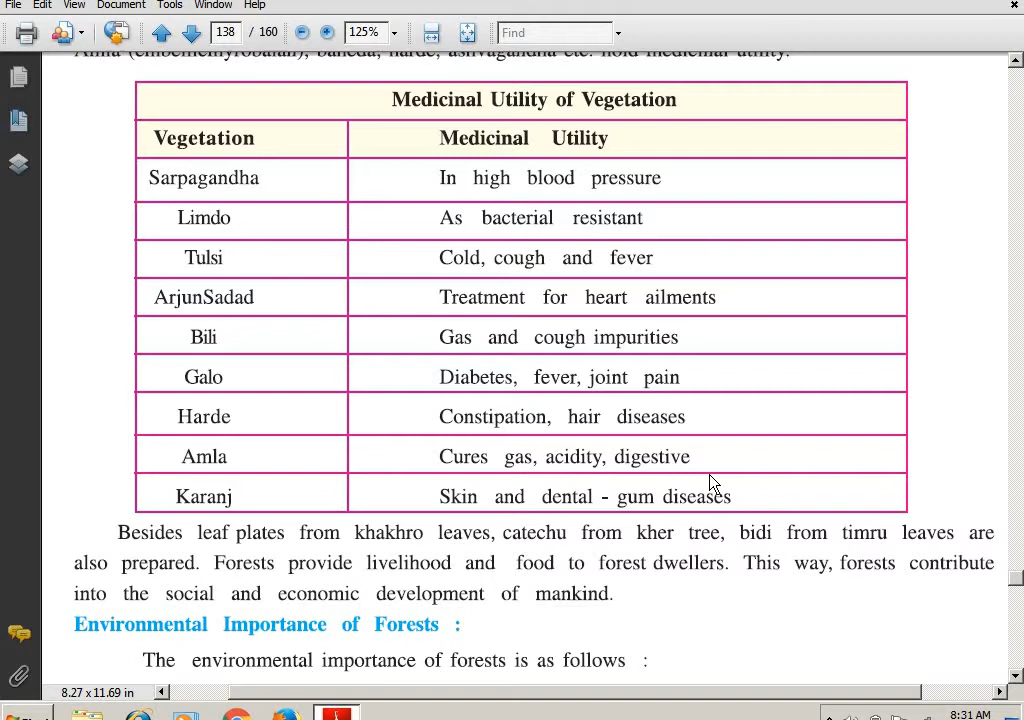 File Edit View Document Tools Window Help
138 / 160 125% Find
Medicinal Utility of Vegetation
Vegetation Medicinal Utility
Sarpagandha In high blood pressure
Limdo As bacterial resistant
Tulsi Cold, cough and fever
ArjunSadad Treatment for heart ailments
Bili Gas and cough impurities
Galo Diabetes, fever, joint pain
Harde Constipation, hair diseases
Amla Cures gas, acidity, digestive
Karanj Skin and dental - gum diseases
Besides leaf plates from khakhro leaves, catechu from kher tree, bidi from timru leaves are
also prepared. Forests provide livelihood and food to forest dwellers. This way, forests contribute
into the social and economic development of mankind.
Environmental Importance of Forests :
The environmental importance of forests is as follows :
8.27 x 11.69 in
8:31 AM